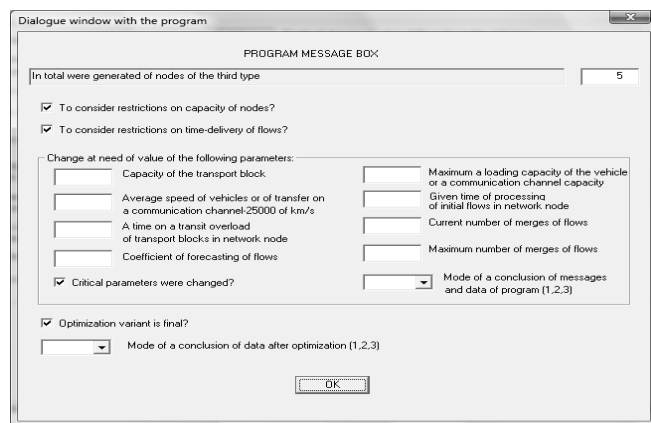 Dialogue window with the program
PROGRAM MESSAGE BOX
In total were generated of nodes of the third type
5
To consider restrictions on capacity of nodes?
To consider restrictions on time-delivery of flows?
Change at need of value of the following parameters:
Capacity of the transport block
Average speed of vehicles or of transfer on
a communication channel-25000 of km/s
A time on a transit overload
of transport blocks in network node
Coefficient of forecasting of flows
Critical parameters were changed?
Maximum a loading capacity of the vehicle
or a communication channel capacity
Given time of processing
of initial flows in network node
Current number of merges of flows
Maximum number of merges of flows
Mode of a conclusion of messages
and data of program (1,2,3)
Optimization variant is final?
Mode of a conclusion of data after optimization (1,2,3)
OK